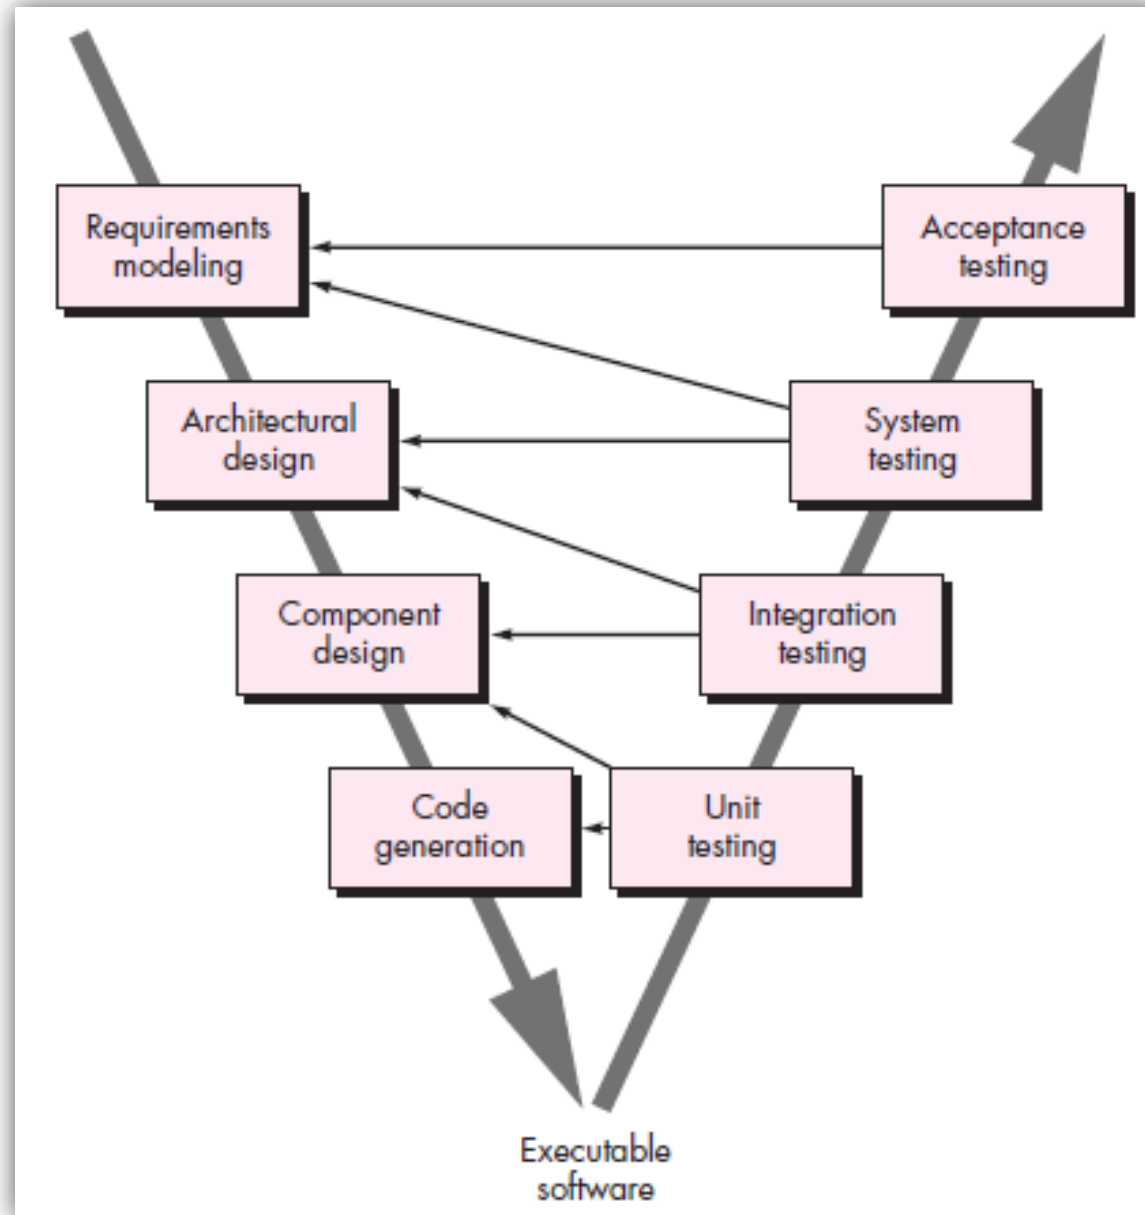 Requirements
modeling
Acceptance
testing
Architectural
design
System
testing
Component
design
Integration
testing
Code
generation
Unit
testing
Executable
software